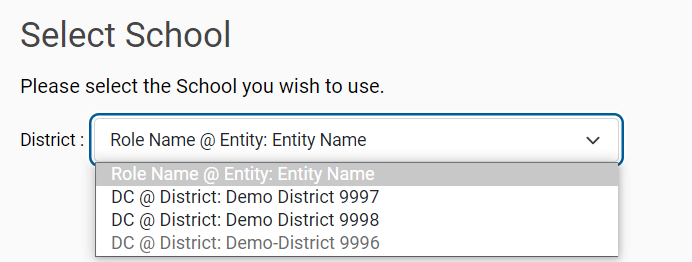 Select School
Please select the School you wish to use.
District : Role Name @ Entity: Entity Name
Role Name @ Entity: Entity Name
DC @ District: Demo District 9997
DC @ District: Demo District 9998
DC @ District: Demo-District 9996